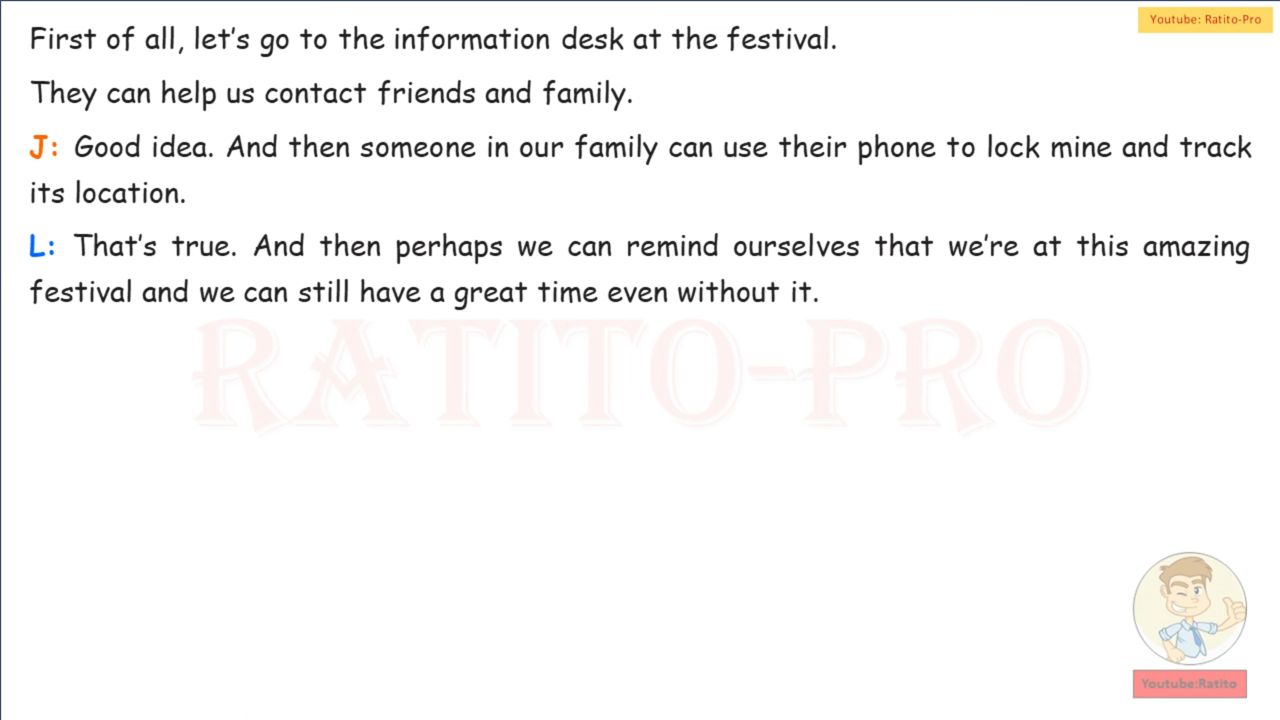 Youtube: Ratito-Pro
First of all, let's go to the information desk at the festival.
They can help us contact friends and family.
J: Good idea. And then someone in our family can use their phone to lock mine and track
its location.
L: That's true. And then perhaps we can remind ourselves that we're at this amazing
festival and we can still have a great time even without it.
RATITO-PRO
Youtube:Ratito